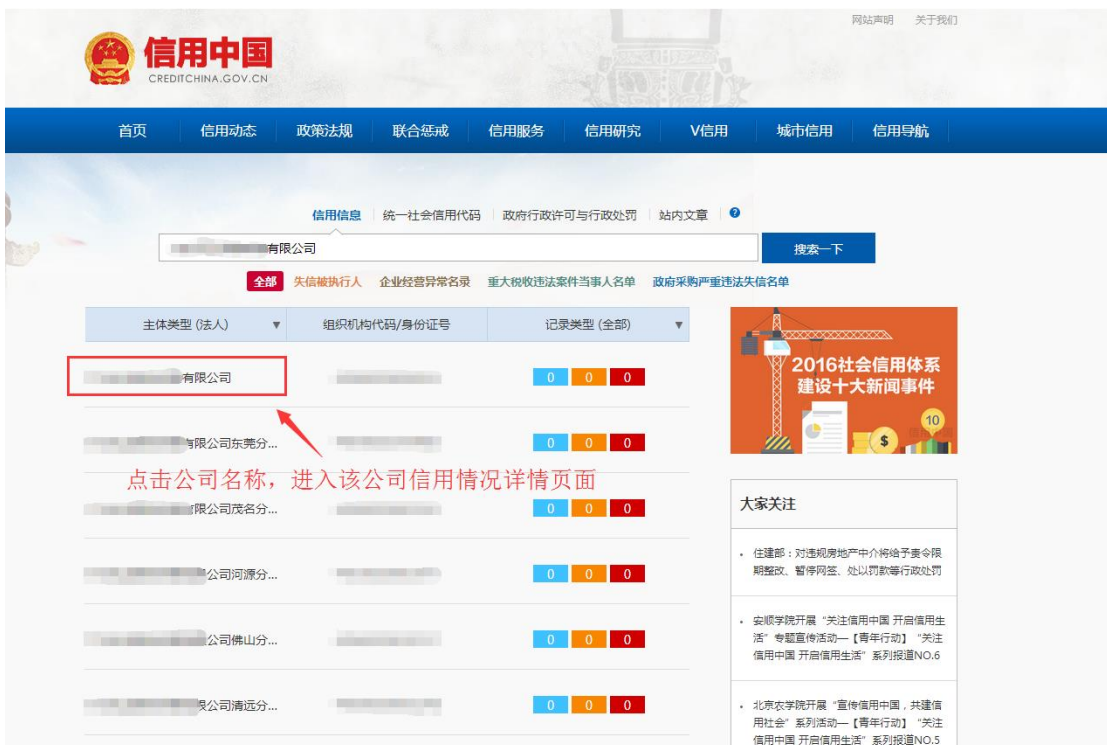 网站声明 关于我们
信用中国
CREDITCHINA.GOV.CN
首页 信用动态 政策法规 联合惩戒 信用服务 信用研究 V信用 城市信用 信用导航
信用信息 统一社会信用代码 政府行政许可与行政处罚 站内文章 ?
有限公司 搜索一下
全部 失信被执行人 企业经营异常名录 重大税收违法案件当事人名单 政府采购严重违法失信名单
主体类型 (法人) ▼ 组织机构代码/身份证号 记录类型 (全部) ▼
有限公司 0 0 0
有限公司东莞分... 0 0 0
点击公司名称，进入该公司信用情况详情页面
限公司茂名分... 0 0 0
公司河源分... 0 0 0
公司佛山分... 0 0 0
公司清远分... 0 0 0
2016社会信用体系
建设十大新闻事件
10
$
大家关注
· 住建部：对违规房地产中介将给予责令限
期整改、暂停网签、处以罚款等行政处罚
· 安顺学院开展“关注信用中国 开启信用生
活”专题宣传活动—【青年行动】“关注
信用中国 开启信用生活”系列报道NO.6
· 北京农学院开展“宣传信用中国，共建信
用社会”系列活动—【青年行动】“关注
信用中国 开启信用生活”系列报道NO.5